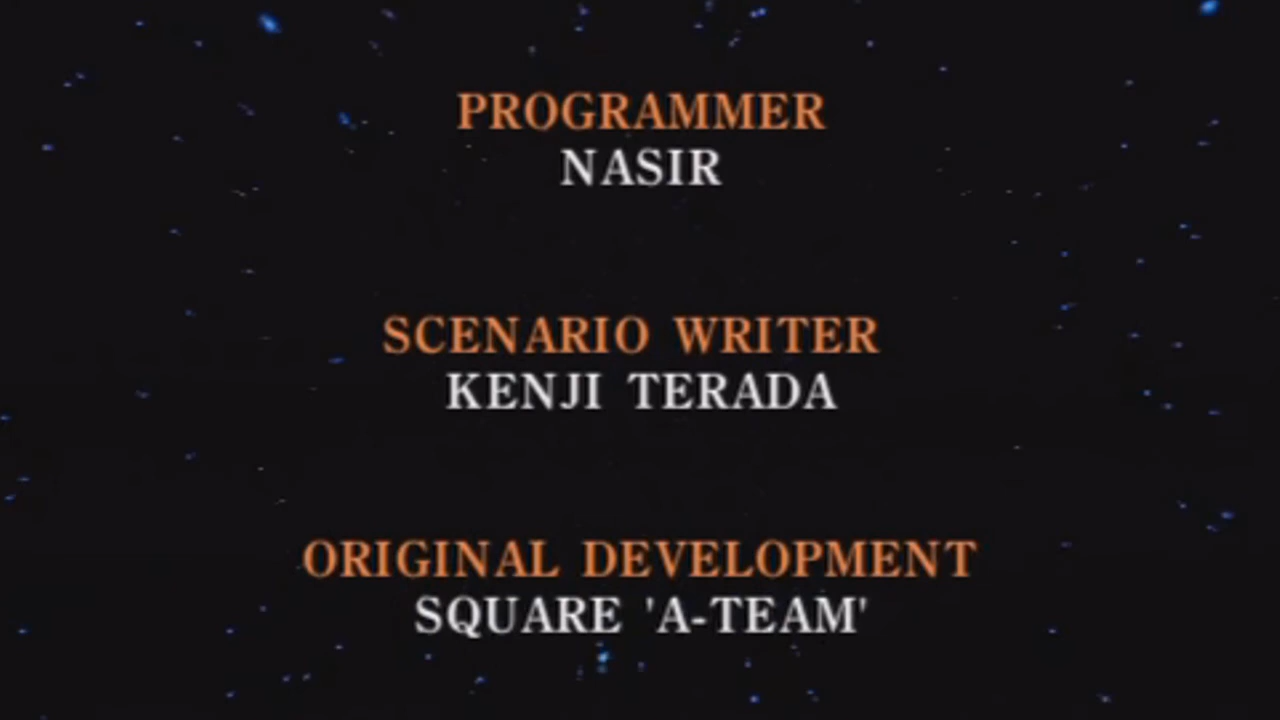 PROGRAMMER
NASIR
SCENARIO WRITER
KENJI TERADA
ORIGINAL DEVELOPMENT
SQUARE 'A-TEAM'